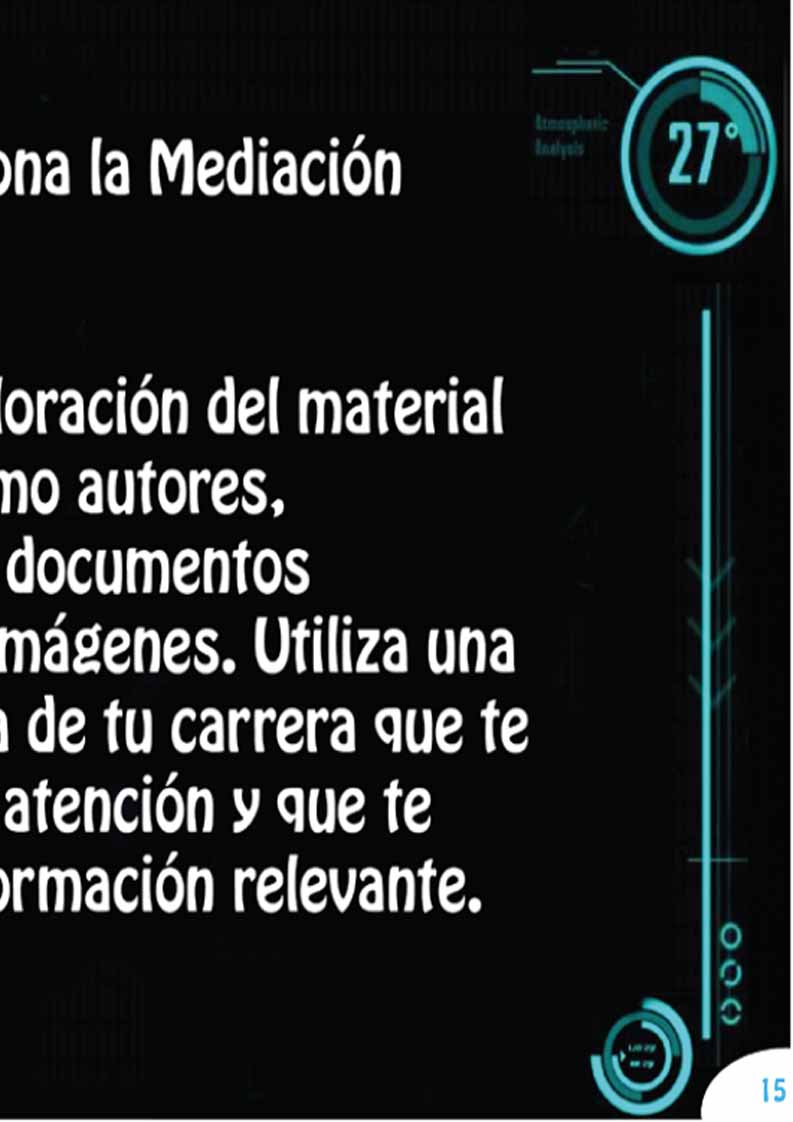 ona la Mediación
Atmospheric
Analysis
27°
loración del material
mo autores,
documentos
mágenes. Utiliza una
a de tu carrera que te
atención y que te
ormación relevante.
15